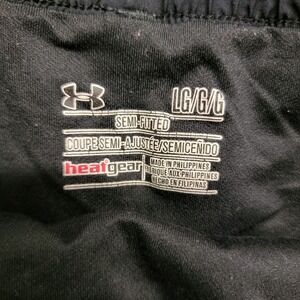 LG/G/G
SEMI-FITTED
COUPE SEMI-AJUSTÉE/SEMICEÑIDO
heatgear
MADE IN PHILIPPINES
FABRIQUÉ AUX PHILIPPINES
HECHO EN FILIPINAS